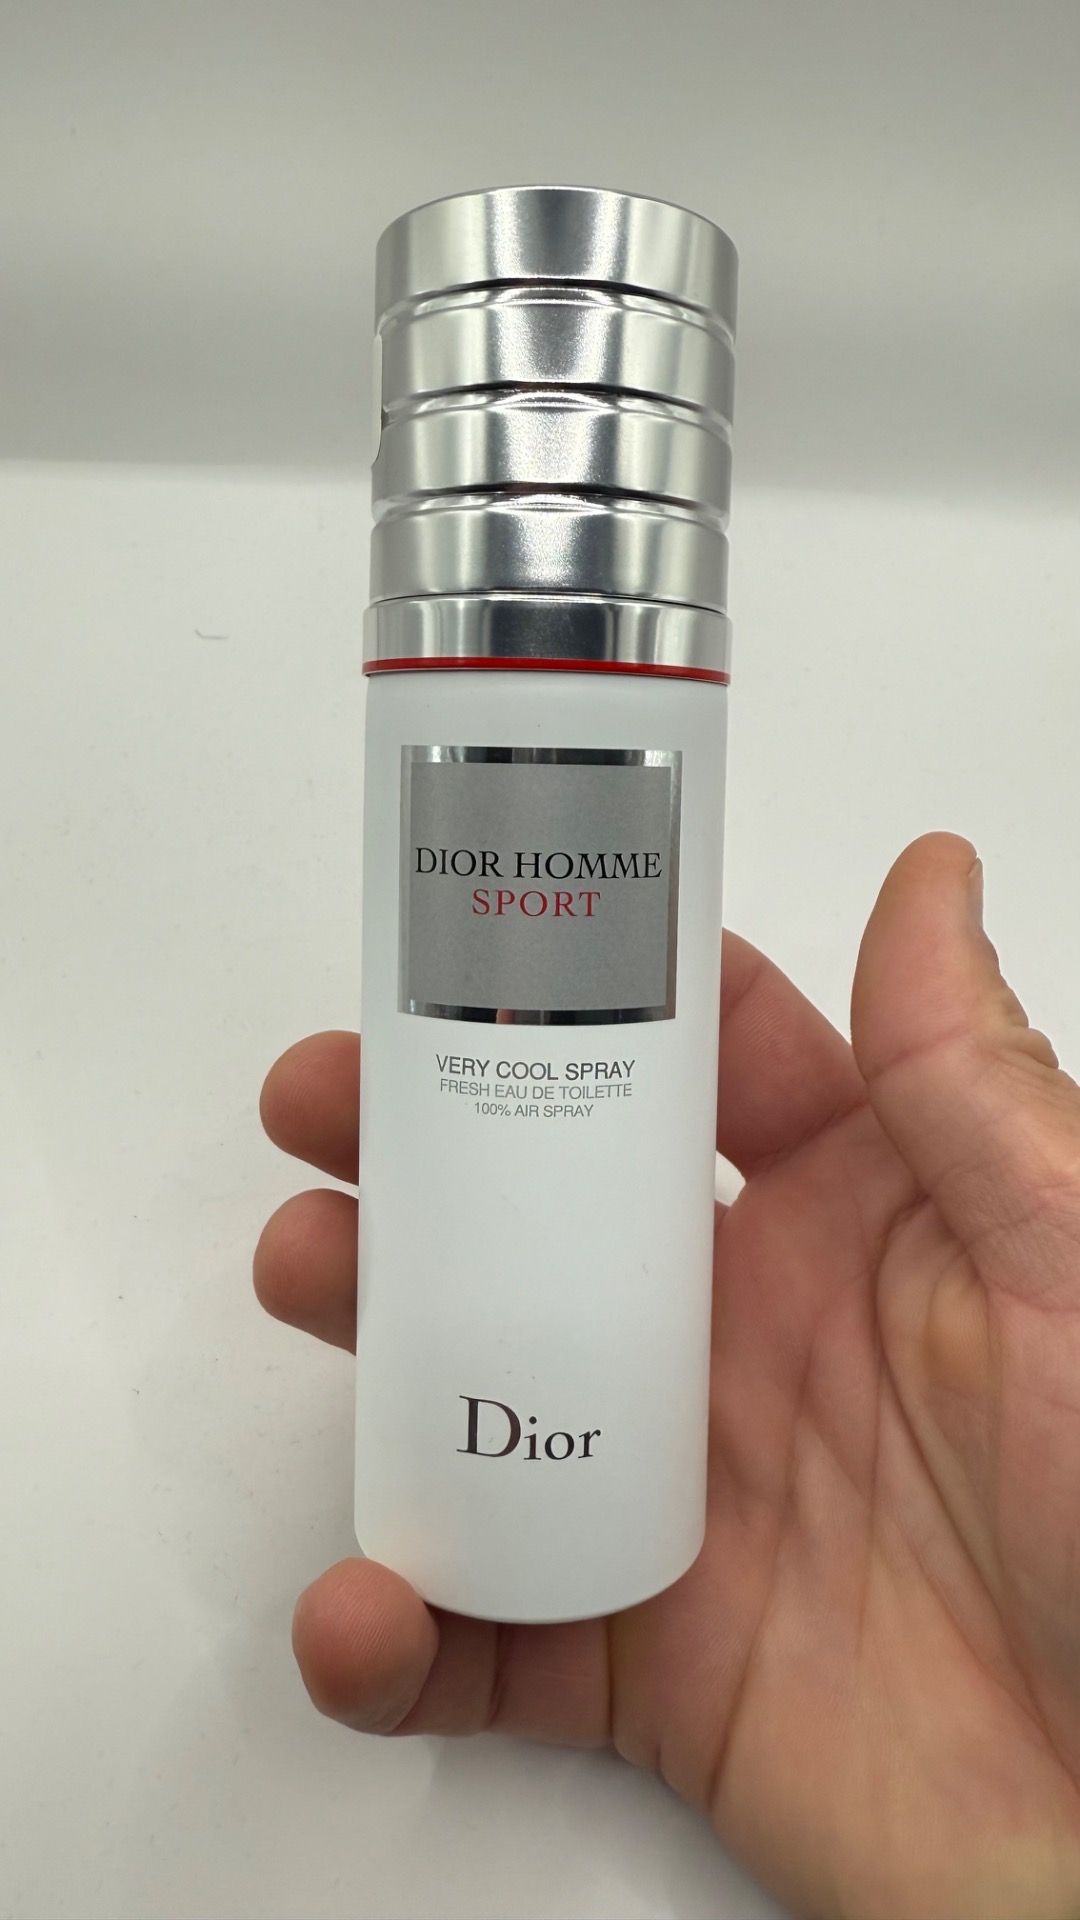 DIOR HOMME
SPORT
VERY COOL SPRAY
FRESH EAU DE TOILETTE
100% AIR SPRAY
Dior